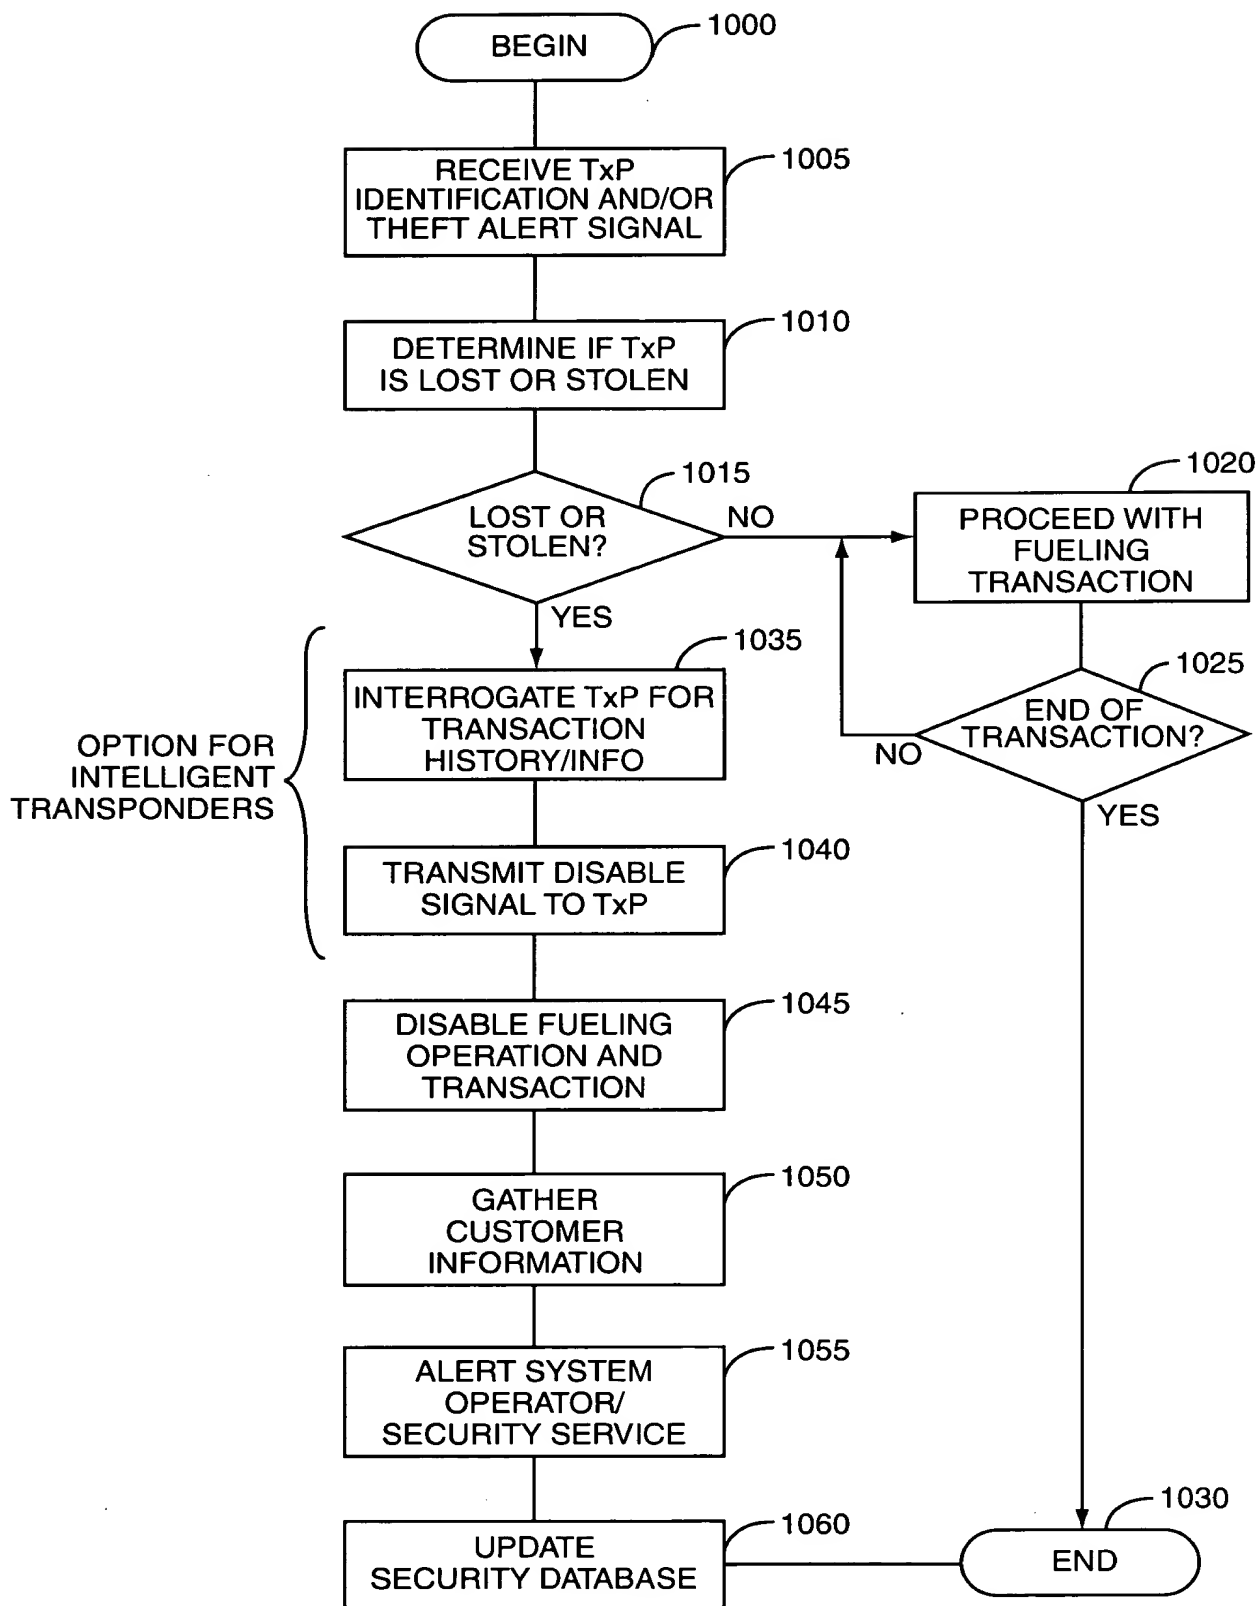 BEGIN
1000
RECEIVE TxP
IDENTIFICATION AND/OR
THEFT ALERT SIGNAL
1005
DETERMINE IF TxP
IS LOST OR STOLEN
1010
LOST OR
STOLEN?
1015
NO
YES
PROCEED WITH
FUELING
TRANSACTION
1020
END OF
TRANSACTION?
1025
NO
YES
OPTION FOR
INTELLIGENT
TRANSPONDERS
INTERROGATE TxP FOR
TRANSACTION
HISTORY/INFO
1035
TRANSMIT DISABLE
SIGNAL TO TxP
1040
DISABLE FUELING
OPERATION AND
TRANSACTION
1045
GATHER
CUSTOMER
INFORMATION
1050
ALERT SYSTEM
OPERATOR/
SECURITY SERVICE
1055
UPDATE
SECURITY DATABASE
1060
END
1030